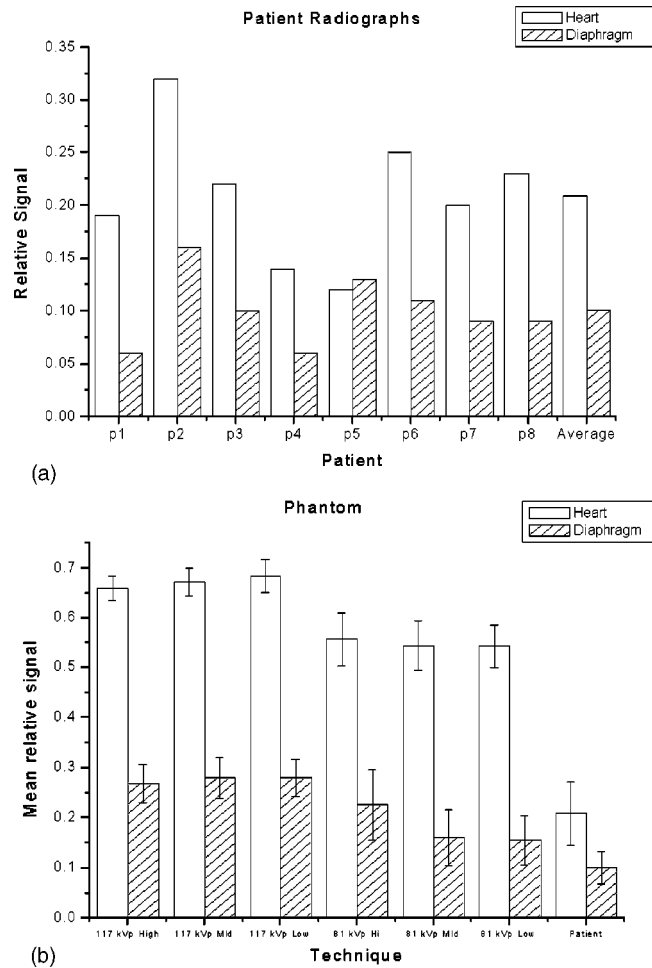 Patient Radiographs
Heart
Diaphragm
0.35
0.30
0.25
0.20
0.15
0.10
0.05
0.00
Relative Signal
p1 p2 p3 p4 p5 p6 p7 p8 Average
Patient
(a)
Phantom
Heart
Diaphragm
0.7
0.6
0.5
0.4
0.3
0.2
0.1
0.0
Mean relative signal
117 kVp High 117 kVp Mid 117 kVp Low 81 kVp Hi 81 kVp Mid 81 kVp Low Patient
Technique
(b)